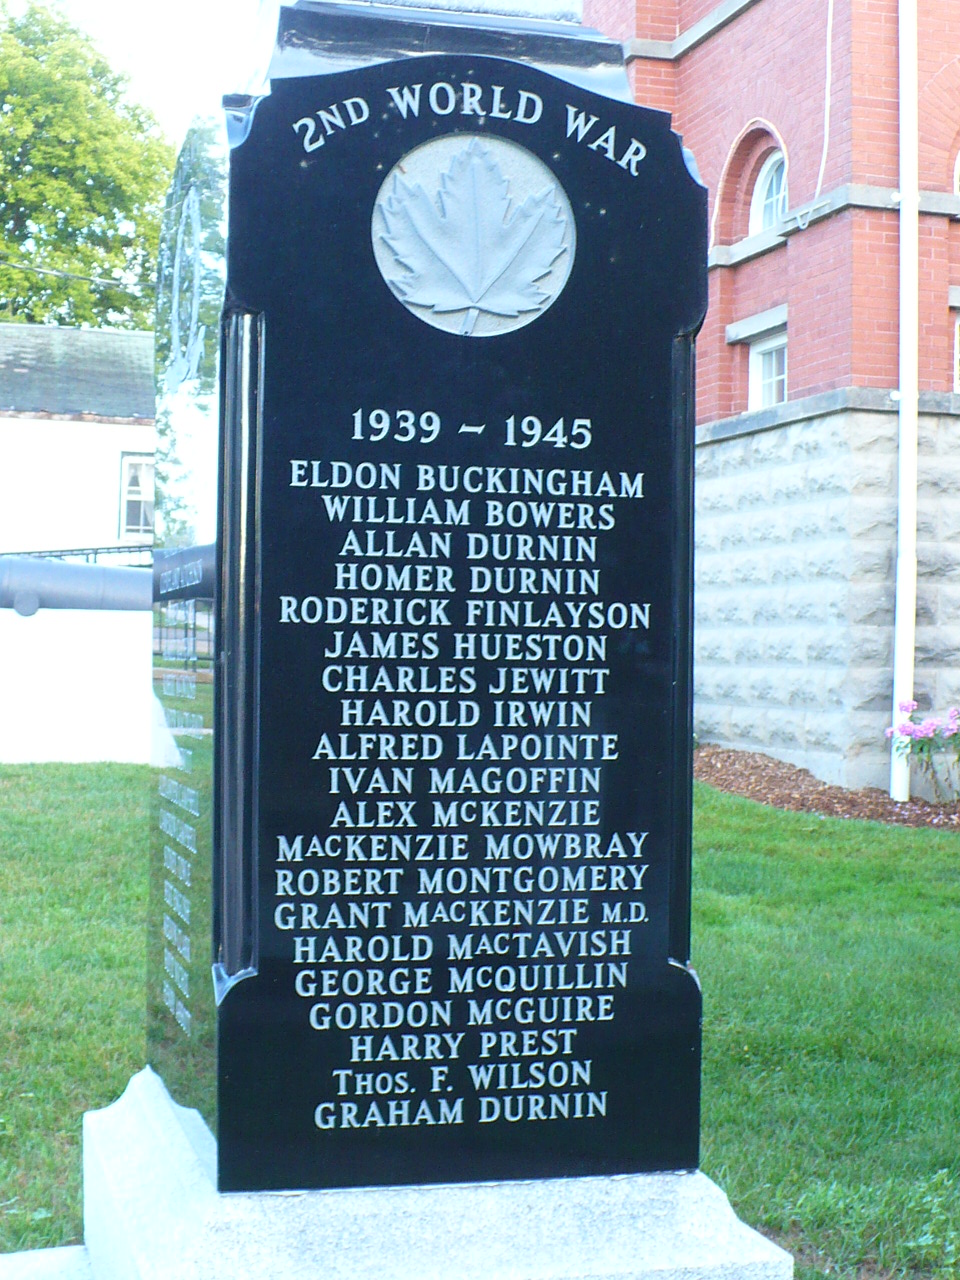 2ND WORLD WAR
1939 - 1945
ELDON BUCKINGHAM
WILLIAM BOWERS
ALLAN DURNIN
HOMER DURNIN
RODERICK FINLAYSON
JAMES HUESTON
CHARLES JEWITT
HAROLD IRWIN
ALFRED LAPOINTE
IVAN MAGOFFIN
ALEX MCKENZIE
MACKENZIE MOWBRAY
ROBERT MONTGOMERY
GRANT MACKENZIE M.D.
HAROLD MACTAVISH
GEORGE MCQUILLIN
GORDON MCGUIRE
HARRY PREST
THOS. F. WILSON
GRAHAM DURNIN